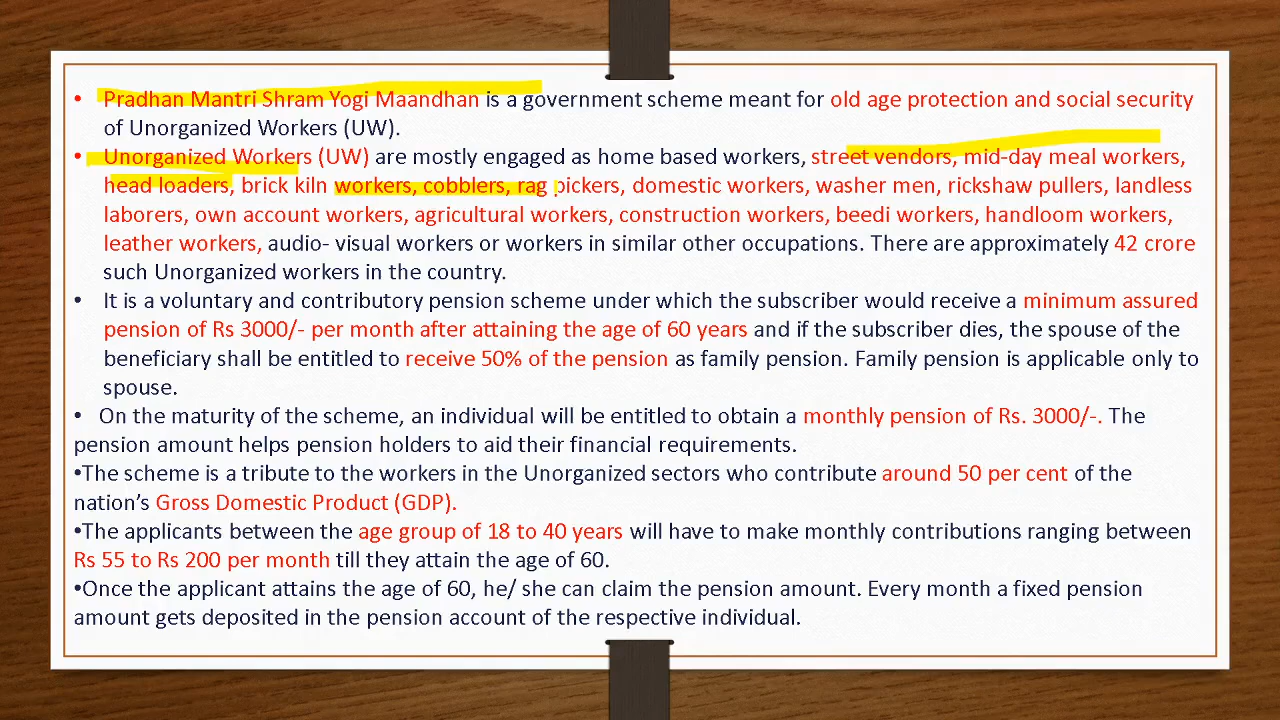 • Pradhan Mantri Shram Yogi Maandhan is a government scheme meant for old age protection and social security
of Unorganized Workers (UW).
• Unorganized Workers (UW) are mostly engaged as home based workers, street vendors, mid-day meal workers,
head loaders, brick kiln workers, cobblers, rag pickers, domestic workers, washer men, rickshaw pullers, landless
laborers, own account workers, agricultural workers, construction workers, beedi workers, handloom workers,
leather workers, audio- visual workers or workers in similar other occupations. There are approximately 42 crore
such Unorganized workers in the country.
• It is a voluntary and contributory pension scheme under which the subscriber would receive a minimum assured
pension of Rs 3000/- per month after attaining the age of 60 years and if the subscriber dies, the spouse of the
beneficiary shall be entitled to receive 50% of the pension as family pension. Family pension is applicable only to
spouse.
• On the maturity of the scheme, an individual will be entitled to obtain a monthly pension of Rs. 3000/-. The
pension amount helps pension holders to aid their financial requirements.
•The scheme is a tribute to the workers in the Unorganized sectors who contribute around 50 per cent of the
nation’s Gross Domestic Product (GDP).
•The applicants between the age group of 18 to 40 years will have to make monthly contributions ranging between
Rs 55 to Rs 200 per month till they attain the age of 60.
•Once the applicant attains the age of 60, he/ she can claim the pension amount. Every month a fixed pension
amount gets deposited in the pension account of the respective individual.